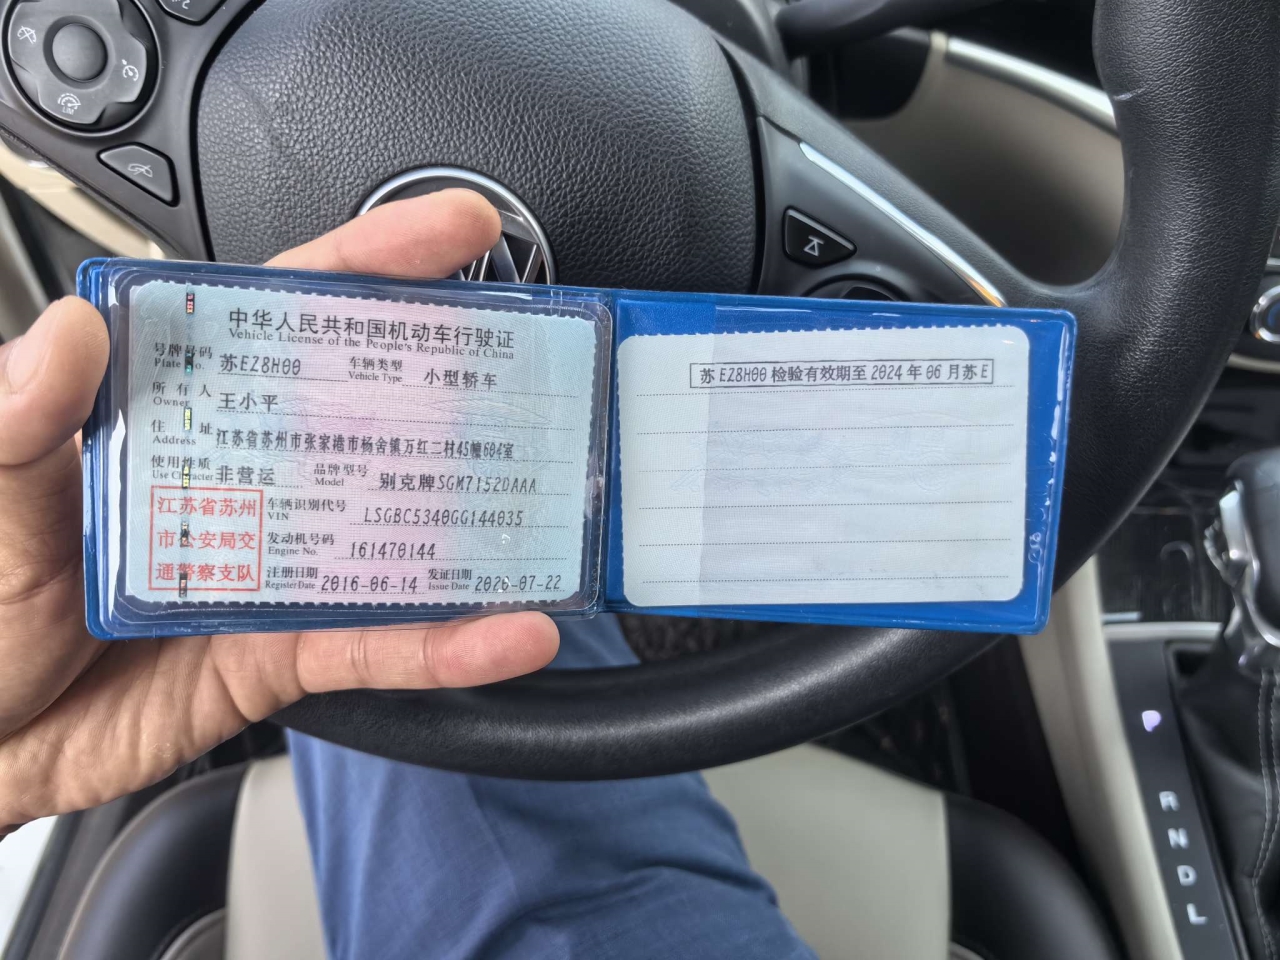 中华人民共和国机动车行驶证
Vehicle License of the People's Republic of China
号牌号码 苏EZ8H00 车辆类型 小型轿车
Plate No. Vehicle Type
所有人 王小平
Owner
住址 江苏省苏州市张家港市杨舍镇万红二村45幢604室
Address
使用性质 非营运 品牌型号 别克牌SGM7152DAAA
Use Character Model
江苏省苏州
市公安局交
通警察支队
车辆识别代号 LSGBC5340GG144035
VIN
发动机号码 161470144
Engine No.
注册日期 2016-06-14 发证日期 2020-07-22
Register Date Issue Date
苏EZ8H00检验有效期至2024年06月苏E
LIM
P
R
N
D
L